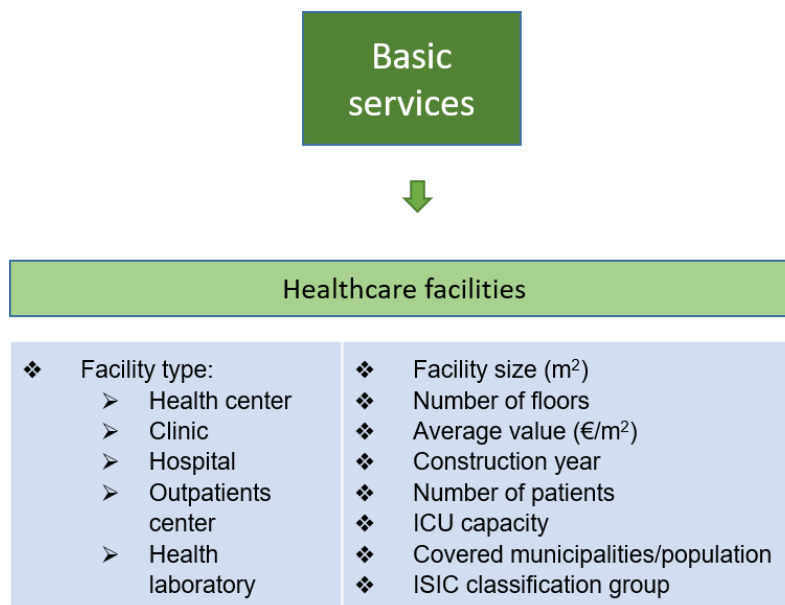 Basic
services
Healthcare facilities
❖ Facility type:
➢ Health center
➢ Clinic
➢ Hospital
➢ Outpatients
center
➢ Health
laboratory
❖ Facility size (m²)
❖ Number of floors
❖ Average value (€/m²)
❖ Construction year
❖ Number of patients
❖ ICU capacity
❖ Covered municipalities/population
❖ ISIC classification group